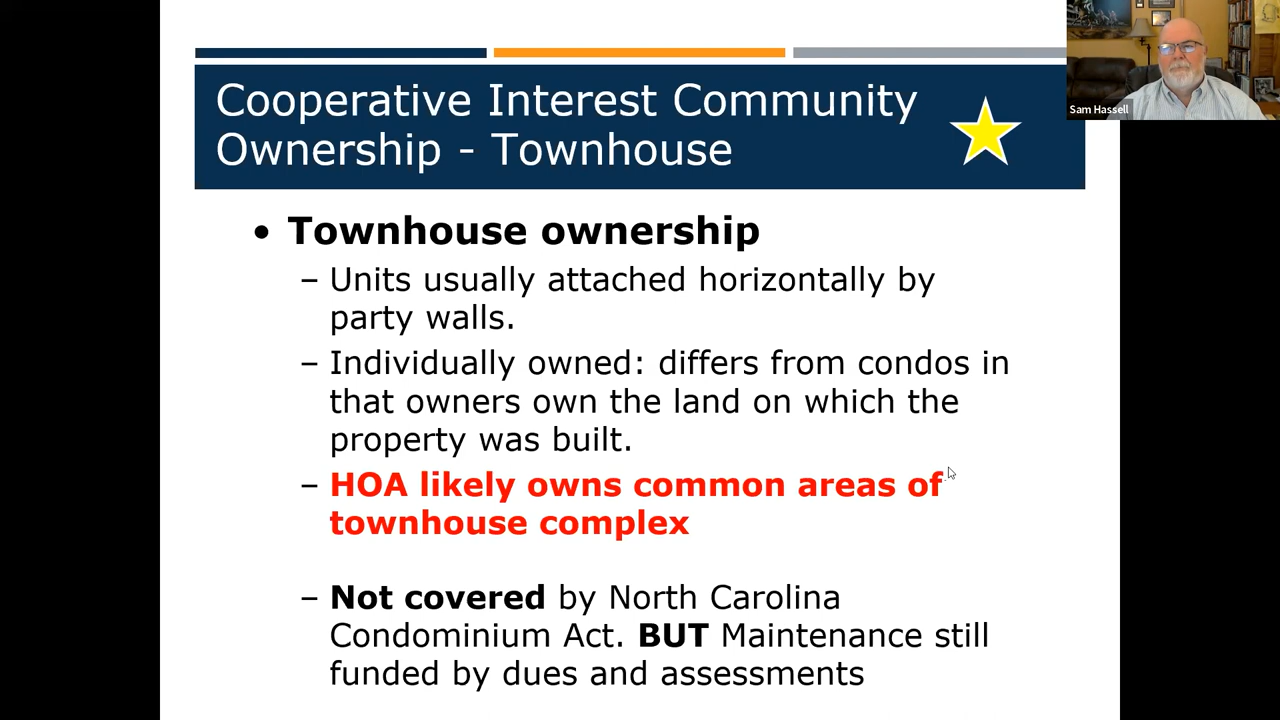 Cooperative Interest Community
Ownership - Townhouse
Sam Hassell
• Townhouse ownership
– Units usually attached horizontally by
party walls.
– Individually owned: differs from condos in
that owners own the land on which the
property was built.
– HOA likely owns common areas of
townhouse complex
– Not covered by North Carolina
Condominium Act. BUT Maintenance still
funded by dues and assessments